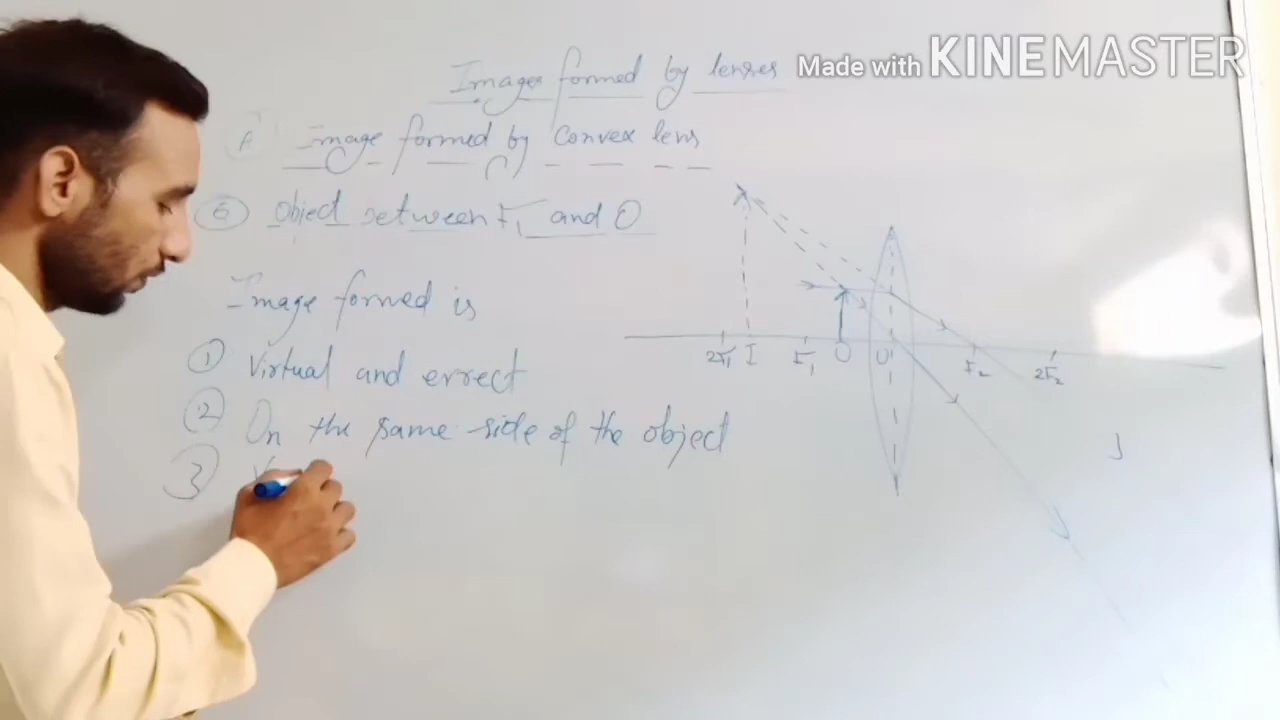 Made with KINEMASTER
Images formed by lenses
A Image formed by Convex lens
6 Object between F1 and O
Image formed is
1 Virtual and errect
2 On the same side of the object
3 V
2F1 I F1 O O' F2 2F2